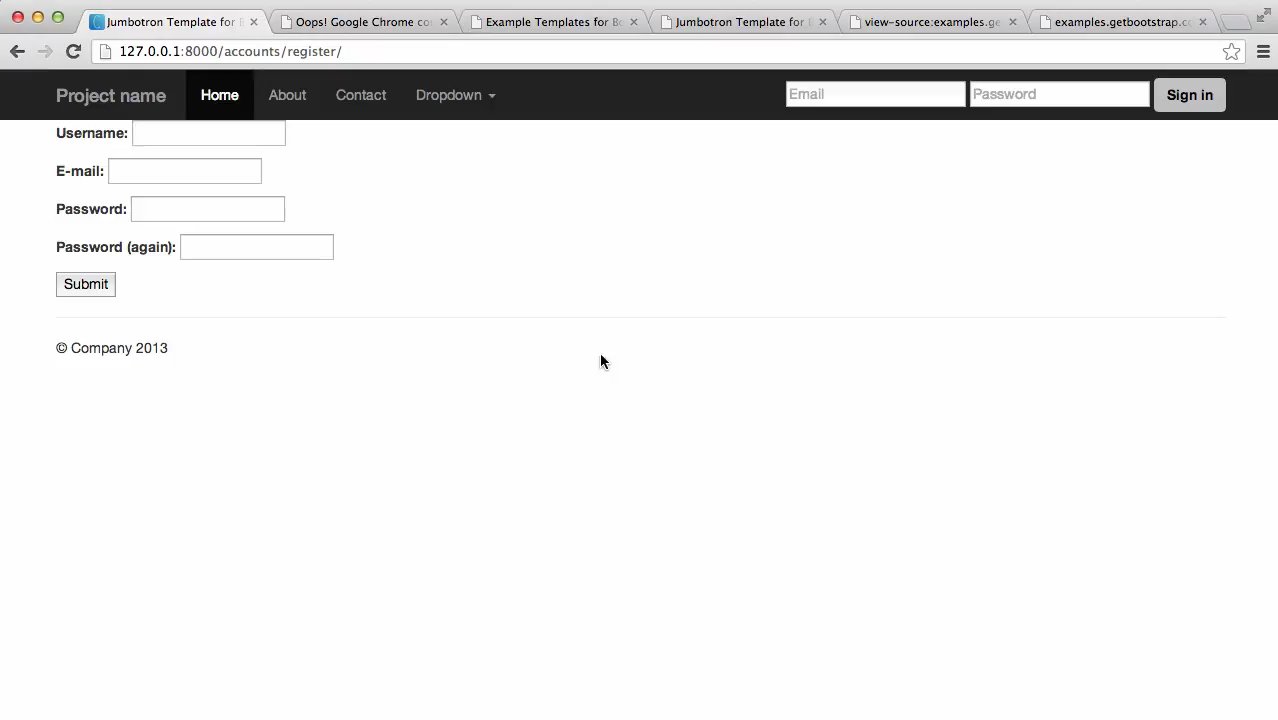 Jumbotron Template for B
Oops! Google Chrome co
Example Templates for Bo
Jumbotron Template for
view-source:examples.ge
examples.getbootstrap.co
127.0.0.1:8000/accounts/register/
Project name Home About Contact Dropdown Email Password Sign in
Username:
E-mail:
Password:
Password (again):
Submit
© Company 2013